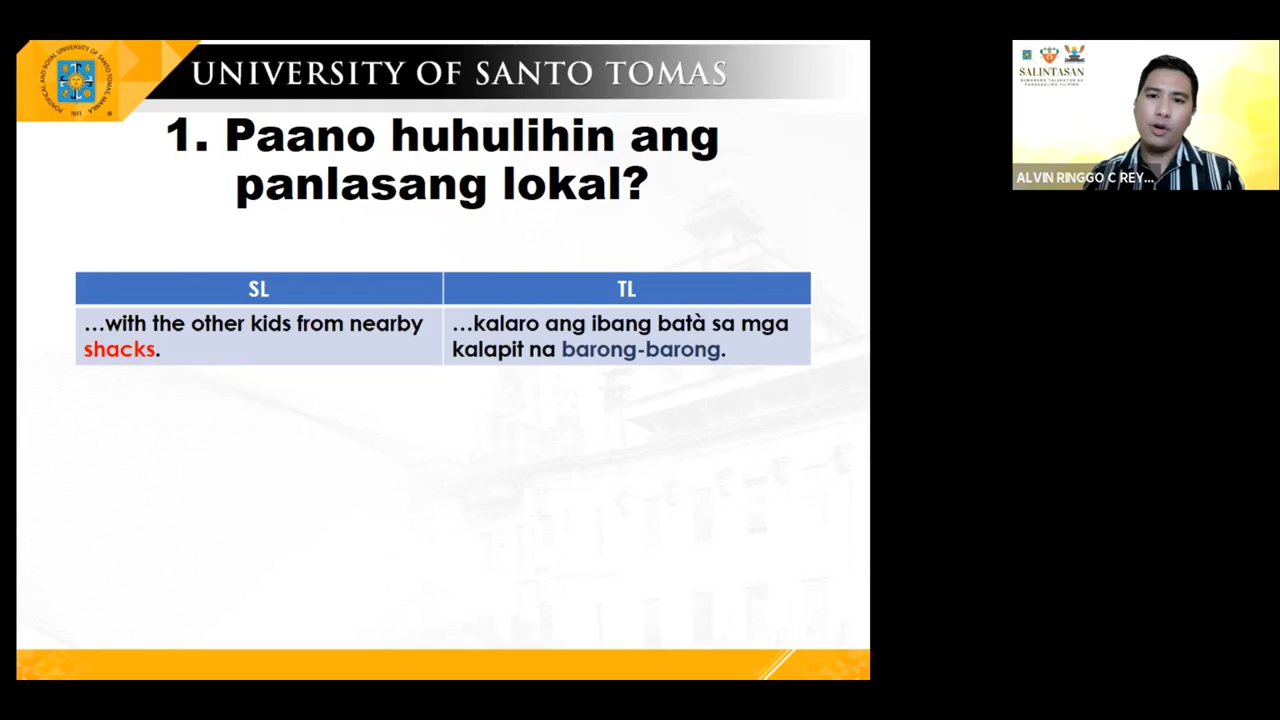 UNIVERSITY OF SANTO TOMAS
1. Paano huhulihin ang
panlasang lokal?
SL
TL
…with the other kids from nearby
shacks.
…kalaro ang ibang batà sa mga
kalapit na barong-barong.
SALINTASAN
ALVIN RINGGO C REY...